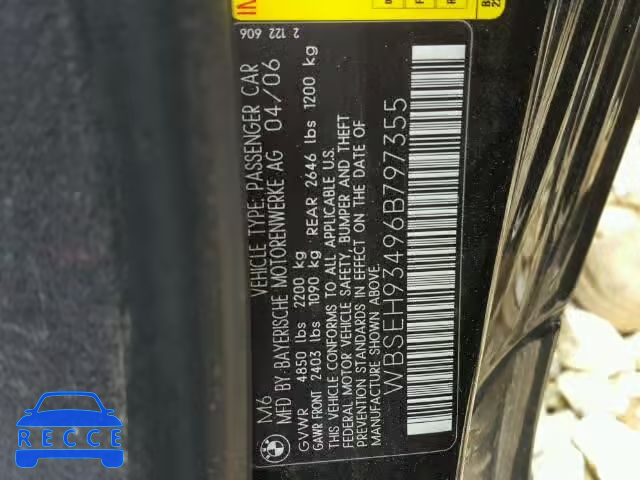 M6
VEHICLE TYPE: PASSENGER CAR
MFD BY: BAYERISCHE MOTORENWERKE AG 04/06
GVWR 4850 lbs 2200 kg
GAWR FRONT 2403 lbs 1090 kg REAR 2646 lbs 1200 kg
THIS VEHICLE CONFORMS TO ALL APPLICABLE U.S.
FEDERAL MOTOR VEHICLE SAFETY, BUMPER AND THEFT
PREVENTION STANDARDS IN EFFECT ON THE DATE OF
MANUFACTURE SHOWN ABOVE.
WBSEH93496B797355
2 122 606
RECCE